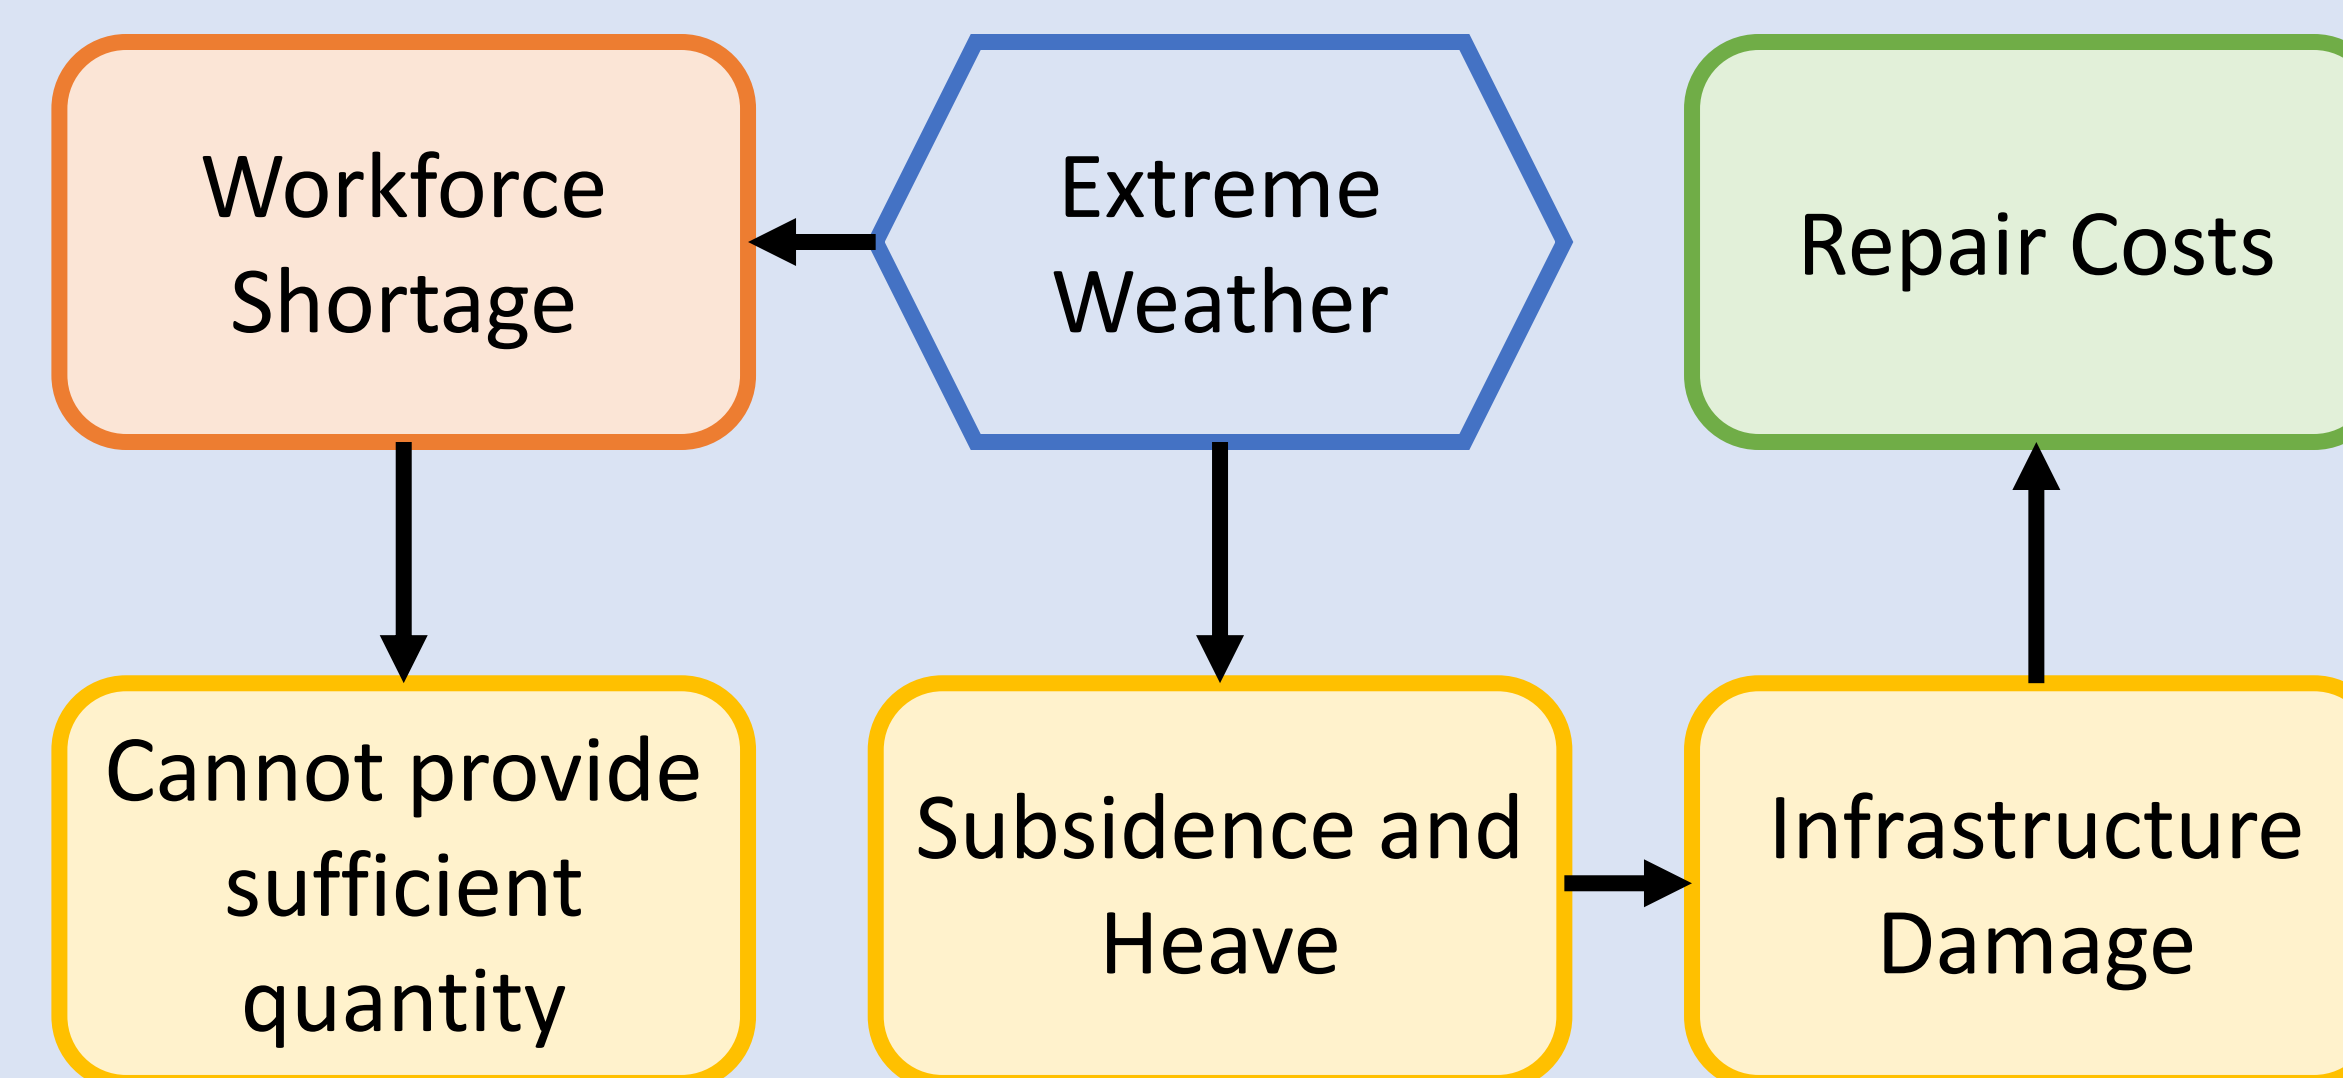 Workforce
Shortage
Extreme
Weather
Repair Costs
Cannot provide
sufficient
quantity
Subsidence and
Heave
Infrastructure
Damage